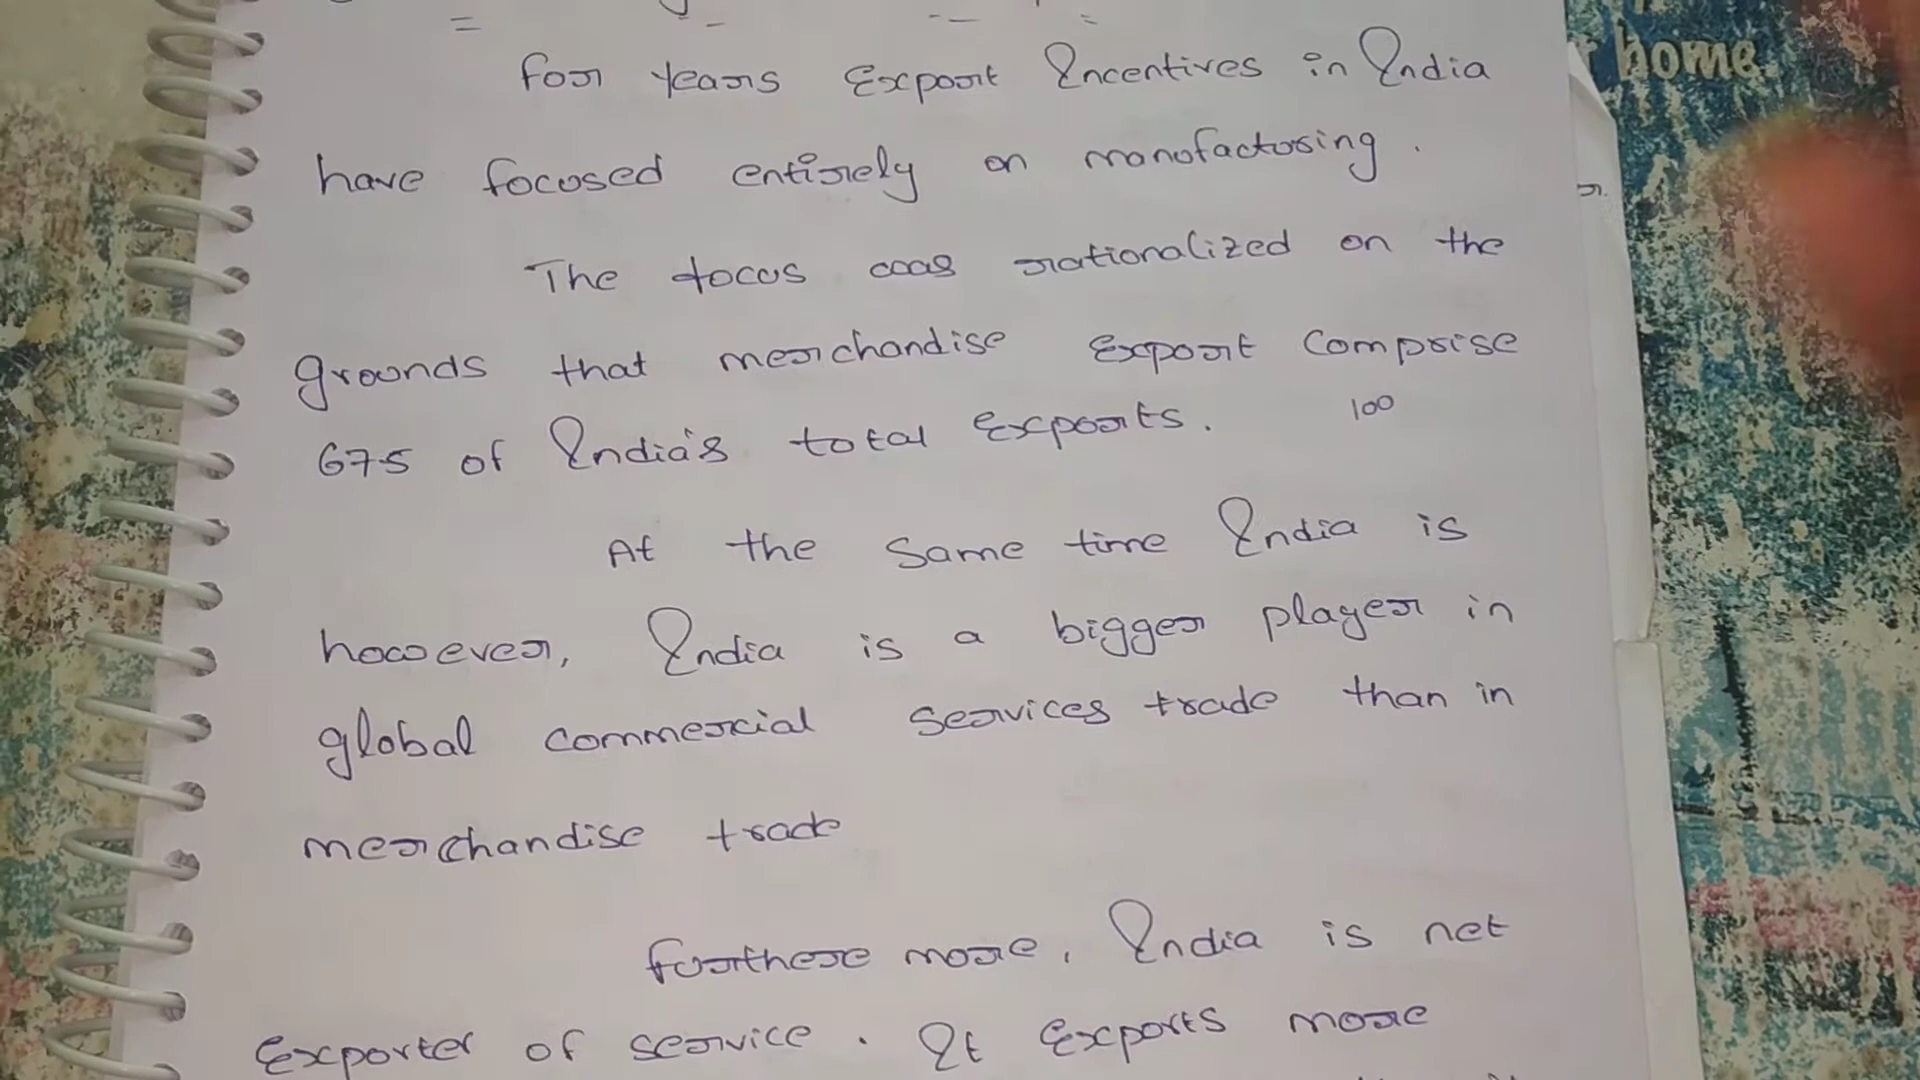 For years Export Incentives in India
have focused entirely on manofactosing.
The focus was rationalized on the
grounds that merchandise Export Comprise
675 of India's total Exports. 100
At the Same time India is
however, India is a bigger player in
global commercial Services trade than in
merchandise trade
furthere more, India is net
Exporter of service. It Exports more
home.